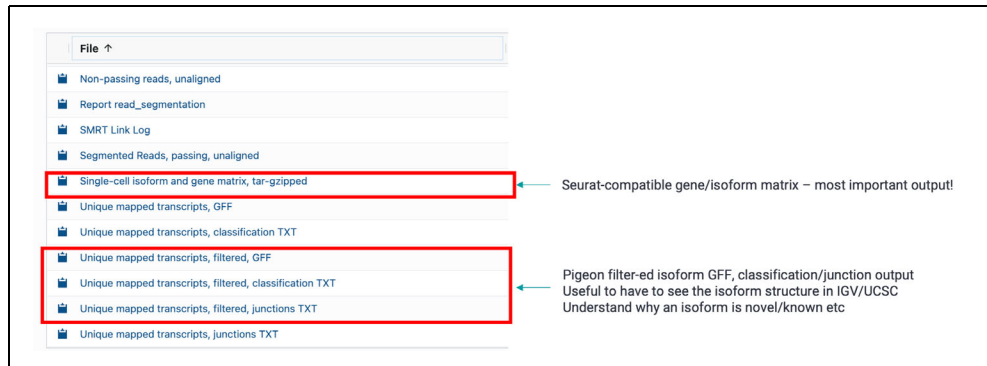 File ↑
Non-passing reads, unaligned
Report read_segmentation
SMRT Link Log
Segmented Reads, passing, unaligned
Single-cell isoform and gene matrix, tar-gzipped
Seurat-compatible gene/isoform matrix – most important output!
Unique mapped transcripts, GFF
Unique mapped transcripts, classification TXT
Unique mapped transcripts, filtered, GFF
Unique mapped transcripts, filtered, classification TXT
Unique mapped transcripts, filtered, junctions TXT
Pigeon filter-ed isoform GFF, classification/junction output
Useful to have to see the isoform structure in IGV/UCSC
Understand why an isoform is novel/known etc
Unique mapped transcripts, junctions TXT